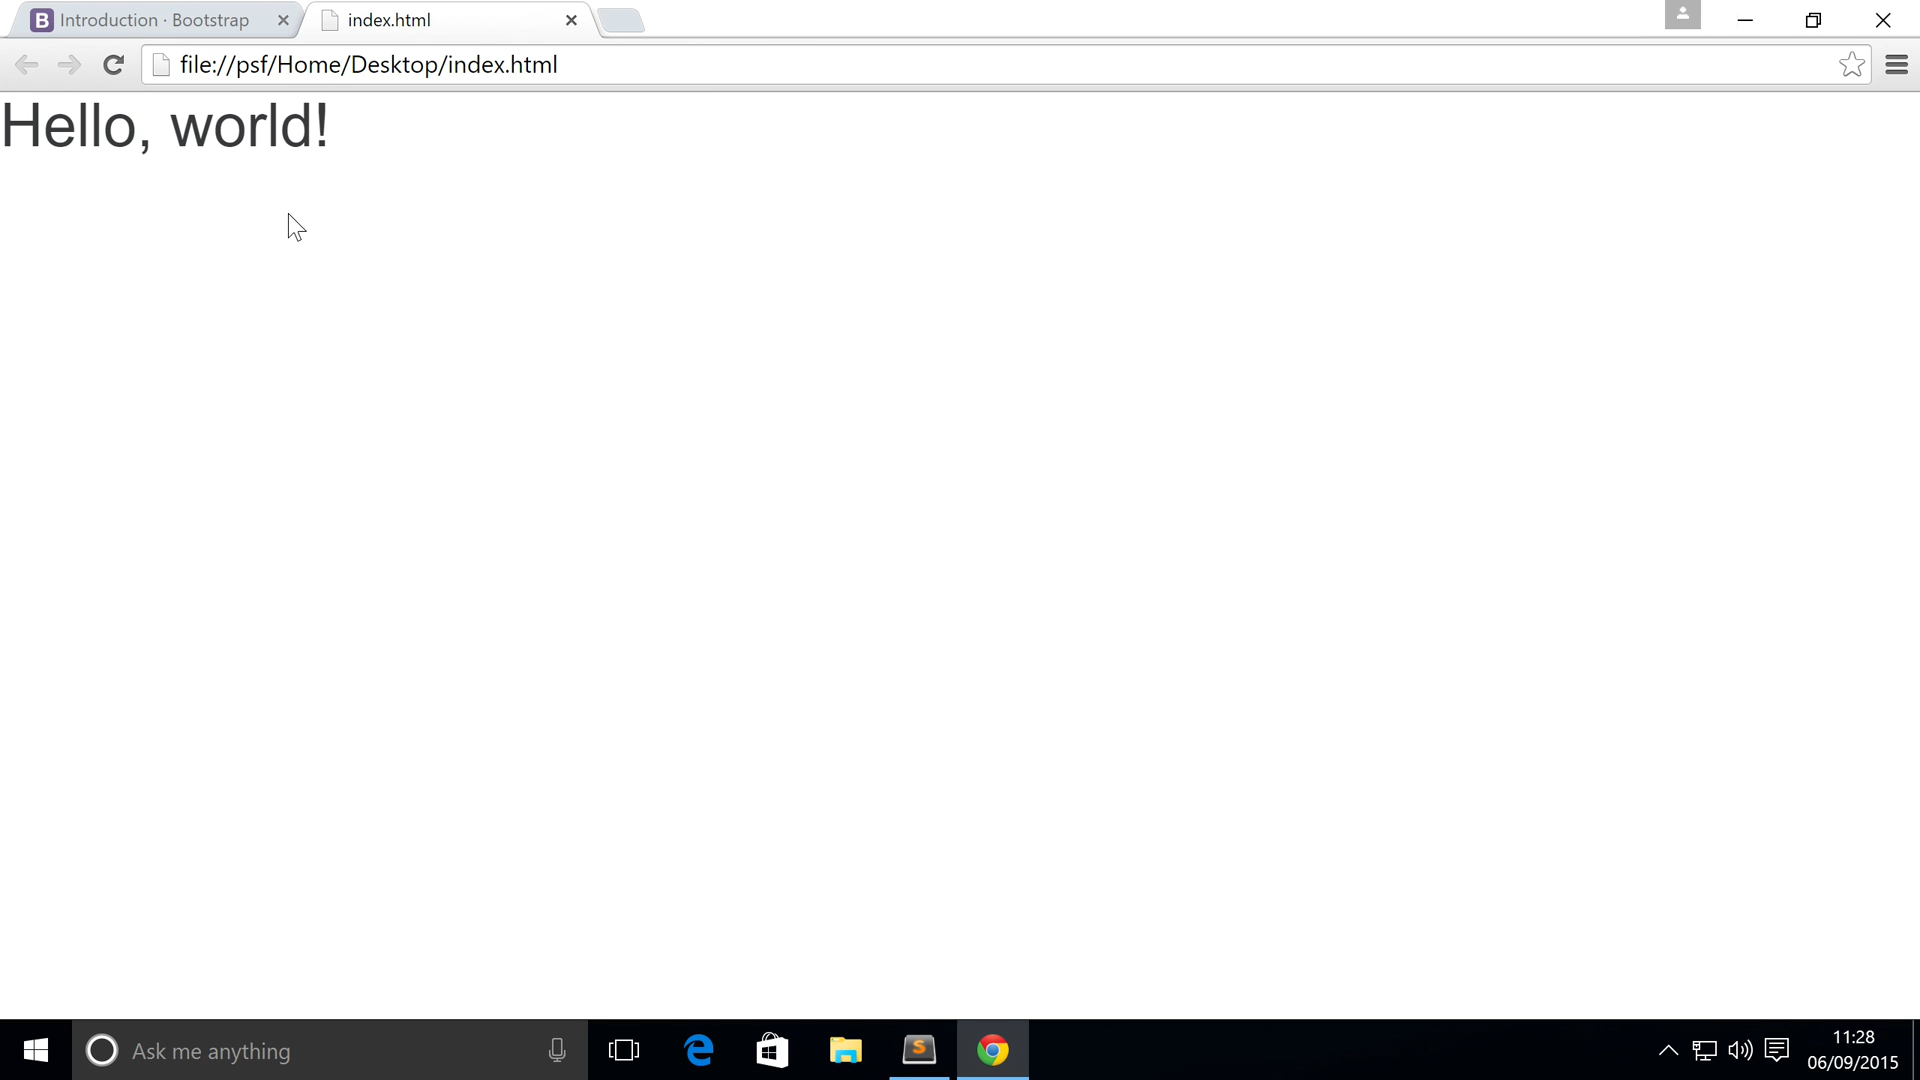 B Introduction · Bootstrap
index.html
file://psf/Home/Desktop/index.html
Hello, world!
Ask me anything
S
11:28
06/09/2015